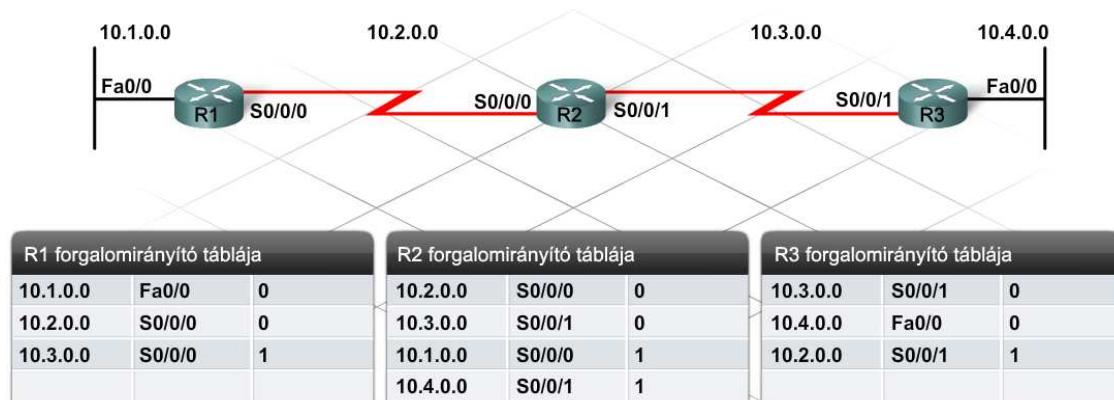 10.1.0.0 10.2.0.0 10.3.0.0 10.4.0.0
Fa0/0 S0/0/0 S0/0/1 Fa0/0
R1 S0/0/0 R2 S0/0/1 R3
R1 forgalomirányító táblája
10.1.0.0 Fa0/0 0
10.2.0.0 S0/0/0 0
10.3.0.0 S0/0/0 1
R2 forgalomirányító táblája
10.2.0.0 S0/0/0 0
10.3.0.0 S0/0/1 0
10.1.0.0 S0/0/0 1
10.4.0.0 S0/0/1 1
R3 forgalomirányító táblája
10.3.0.0 S0/0/1 0
10.4.0.0 Fa0/0 0
10.2.0.0 S0/0/1 1